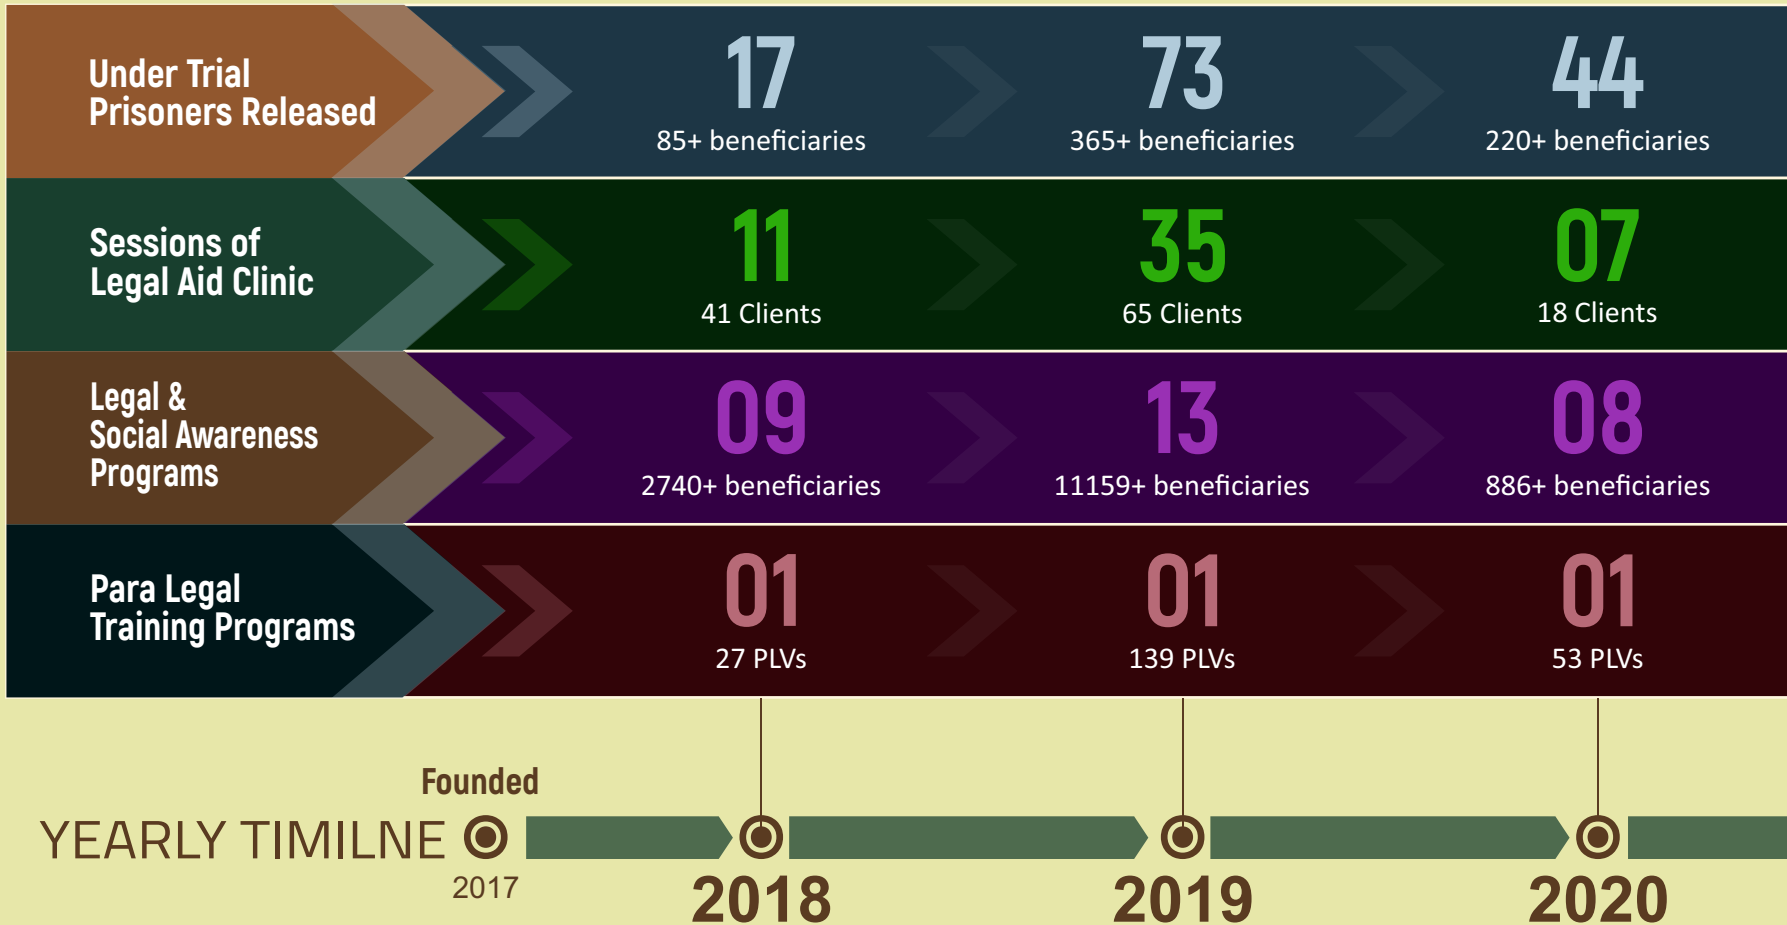 Under Trial
Prisoners Released
17
73
44
85+ beneficiaries
365+ beneficiaries
220+ beneficiaries
Sessions of
Legal Aid Clinic
11
35
07
41 Clients
65 Clients
18 Clients
Legal &
Social Awareness
Programs
09
13
08
2740+ beneficiaries
11159+ beneficiaries
886+ beneficiaries
Para Legal
Training Programs
01
01
01
27 PLVs
139 PLVs
53 PLVs
Founded
YEARLY TIMILNE
2017
2018
2019
2020